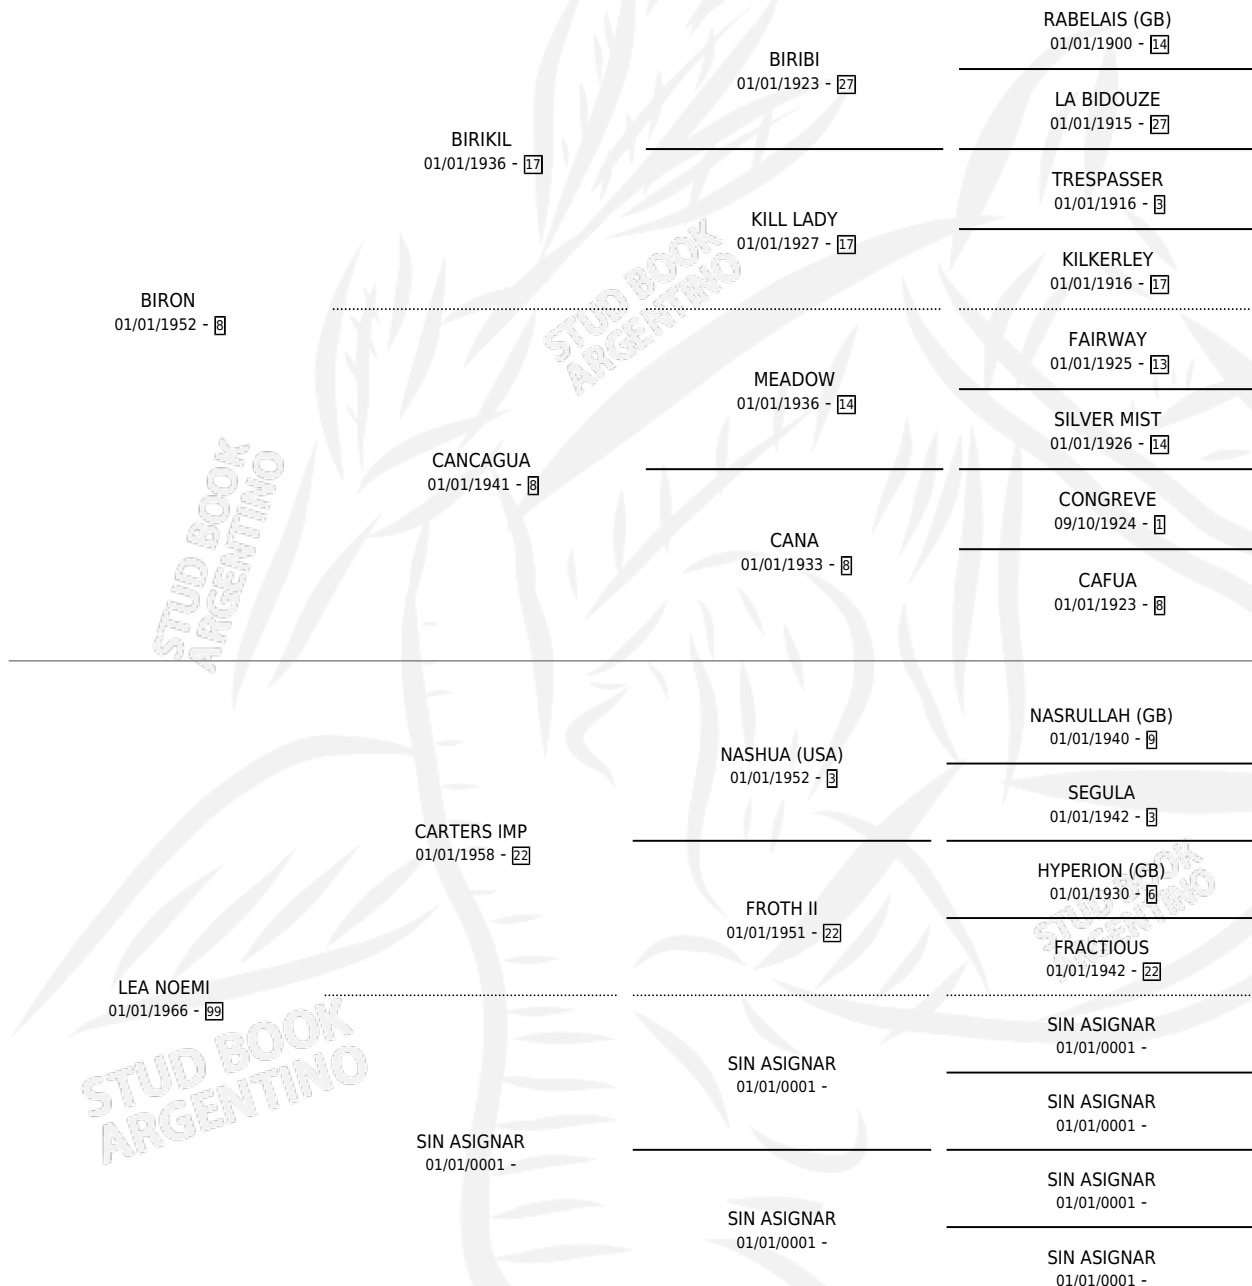 RABELAIS (GB)
01/01/1900 - 14
BIRIBI
01/01/1923 - 27
LA BIDOUZE
01/01/1915 - 27
BIRIKIL
01/01/1936 - 17
TRESPASSER
01/01/1916 - 3
KILL LADY
01/01/1927 - 17
KILKERLEY
01/01/1916 - 17
BIRON
01/01/1952 - 8
FAIRWAY
01/01/1925 - 13
MEADOW
01/01/1936 - 14
SILVER MIST
01/01/1926 - 14
CANCAGUA
01/01/1941 - 8
CONGREVE
09/10/1924 - 1
CANA
01/01/1933 - 8
CAFUA
01/01/1923 - 8
NASRULLAH (GB)
01/01/1940 - 9
NASHUA (USA)
01/01/1952 - 3
SEGULA
01/01/1942 - 3
CARTERS IMP
01/01/1958 - 22
HYPERION (GB)
01/01/1930 - 6
FROTH II
01/01/1951 - 22
FRACTIOUS
01/01/1942 - 22
LEA NOEMI
01/01/1966 - 99
SIN ASIGNAR
01/01/0001 -
SIN ASIGNAR
01/01/0001 -
SIN ASIGNAR
01/01/0001 -
SIN ASIGNAR
01/01/0001 -
SIN ASIGNAR
01/01/0001 -
SIN ASIGNAR
01/01/0001 -
SIN ASIGNAR
01/01/0001 -
STUD BOOK
ARGENTINO
STUD BOOK
ARGENTINO
STUD BOOK
ARGENTINO
STUD BOOK
ARGENTINO